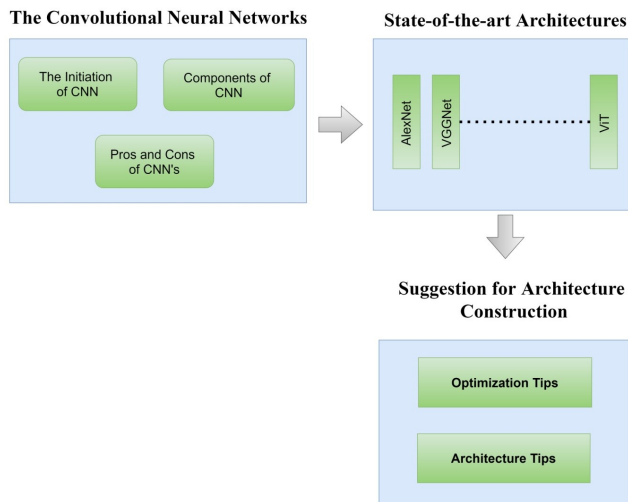 The Convolutional Neural Networks
The Initiation
of CNN
Components of
CNN
Pros and Cons
of CNN's
State-of-the-art Architectures
AlexNet
VGGNet
ViT
Suggestion for Architecture
Construction
Optimization Tips
Architecture Tips